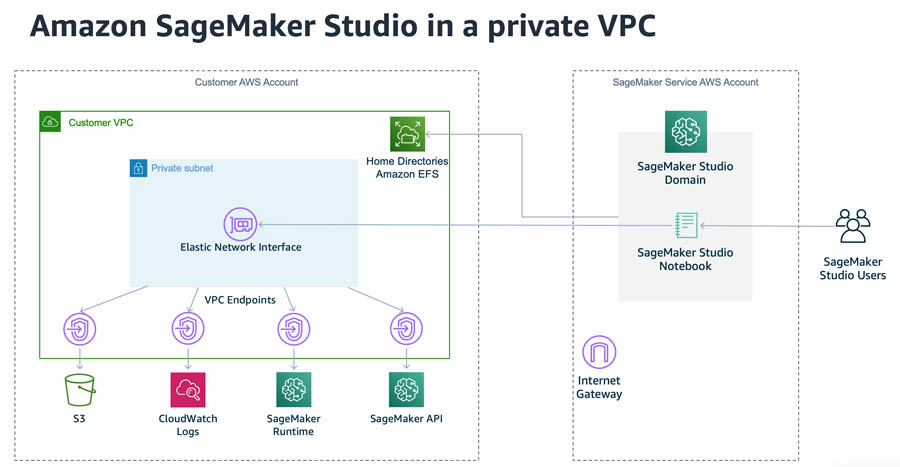 Amazon SageMaker Studio in a private VPC
Customer AWS Account
SageMaker Service AWS Account
Customer VPC
Home Directories
Amazon EFS
Private subnet
SageMaker Studio
Domain
Elastic Network Interface
SageMaker Studio
Notebook
SageMaker
Studio Users
VPC Endpoints
Internet
Gateway
S3
CloudWatch
Logs
SageMaker
Runtime
SageMaker API